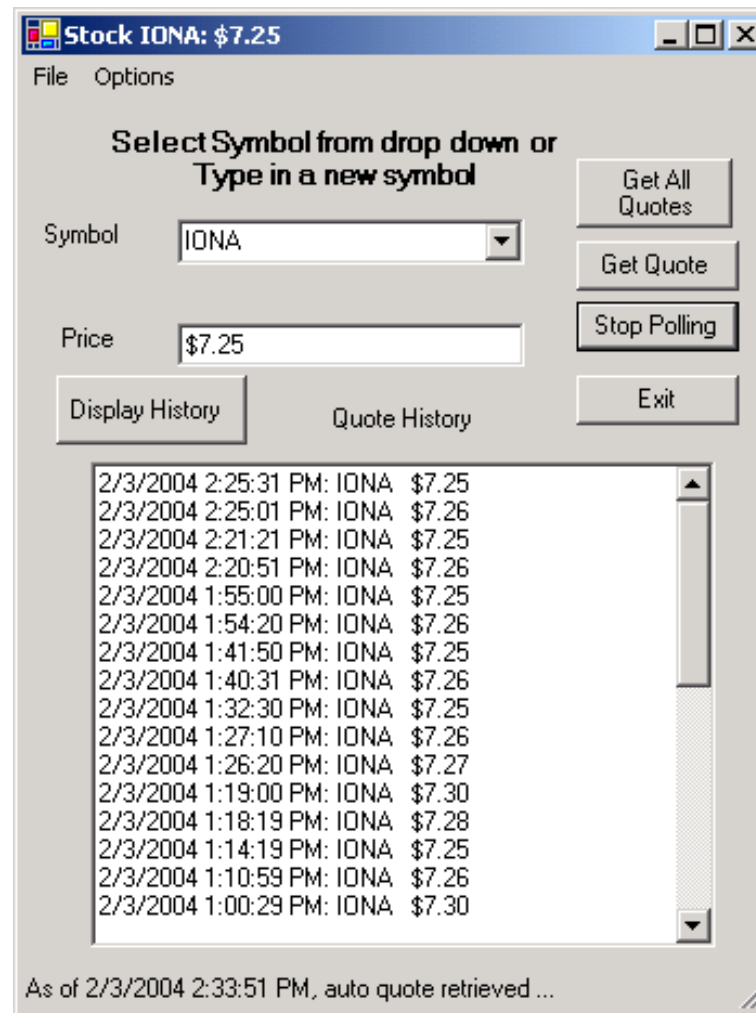 Stock IONA: $7.25
File Options
Select Symbol from drop down or
Type in a new symbol
Get All
Quotes
Symbol
IONA
Get Quote
Price
$7.25
Stop Polling
Display History
Quote History
Exit
2/3/2004 2:25:31 PM: IONA $7.25
2/3/2004 2:25:01 PM: IONA $7.26
2/3/2004 2:21:21 PM: IONA $7.25
2/3/2004 2:20:51 PM: IONA $7.26
2/3/2004 1:55:00 PM: IONA $7.25
2/3/2004 1:54:20 PM: IONA $7.26
2/3/2004 1:41:50 PM: IONA $7.25
2/3/2004 1:40:31 PM: IONA $7.26
2/3/2004 1:32:30 PM: IONA $7.25
2/3/2004 1:27:10 PM: IONA $7.26
2/3/2004 1:26:20 PM: IONA $7.27
2/3/2004 1:19:00 PM: IONA $7.30
2/3/2004 1:18:19 PM: IONA $7.28
2/3/2004 1:14:19 PM: IONA $7.25
2/3/2004 1:10:59 PM: IONA $7.26
2/3/2004 1:00:29 PM: IONA $7.30
As of 2/3/2004 2:33:51 PM, auto quote retrieved ...